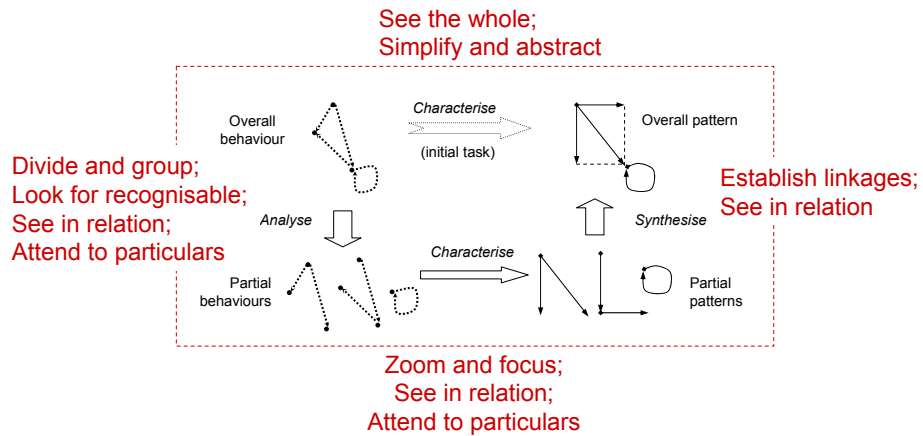 See the whole;
Simplify and abstract
Overall
behaviour
Characterise
(initial task)
Overall pattern
Divide and group;
Look for recognisable;
See in relation;
Attend to particulars
Establish linkages;
See in relation
Analyse
Synthesise
Characterise
Partial
behaviours
Partial
patterns
Zoom and focus;
See in relation;
Attend to particulars